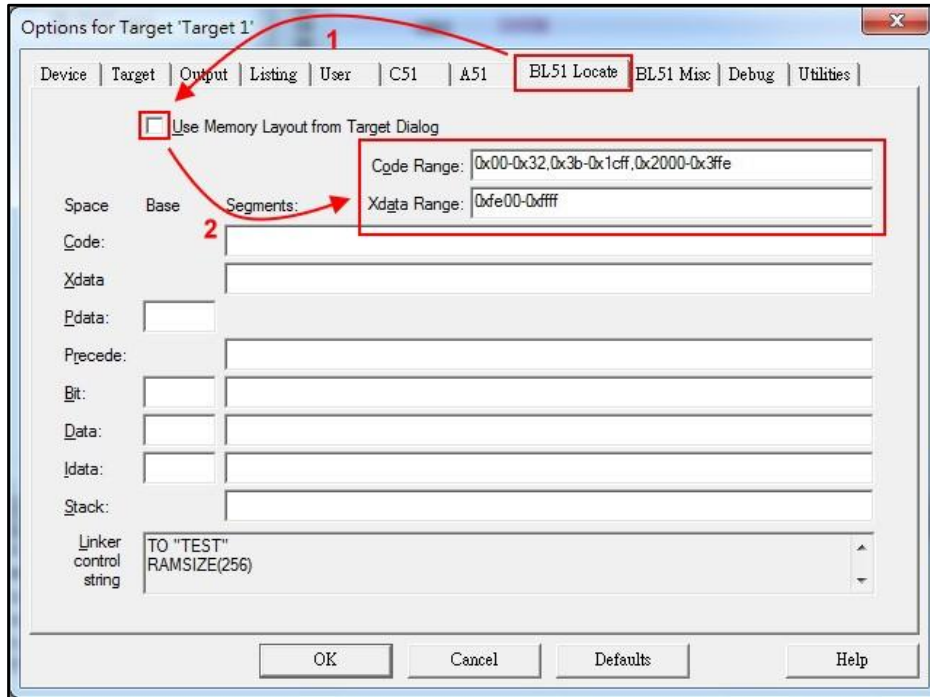 Options for Target 'Target 1'
1
Device | Target | Output | Listing | User | C51 | A51 | BL51 Locate | BL51 Misc | Debug | Utilities
Use Memory Layout from Target Dialog
Code Range: 0x00-0x32,0x3b-0x1cff,0x2000-0x3ffe
Space Base Segments: Xdata Range: 0xfe00-0xffff
2
Code:
Xdata
Pdata:
Precede:
Bit:
Data:
Idata:
Stack:
Linker control string
TO "TEST"
RAMSIZE(256)
OK Cancel Defaults Help